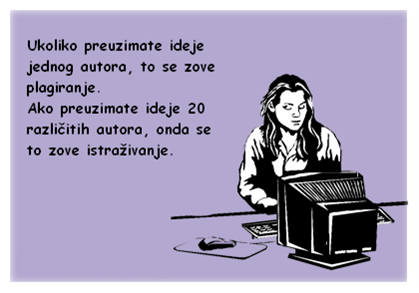 Ukoliko preuzimate ideje
jednog autora, to se zove
plagiranje.
Ako preuzimate ideje 20
različitih autora, onda se
to zove istraživanje.